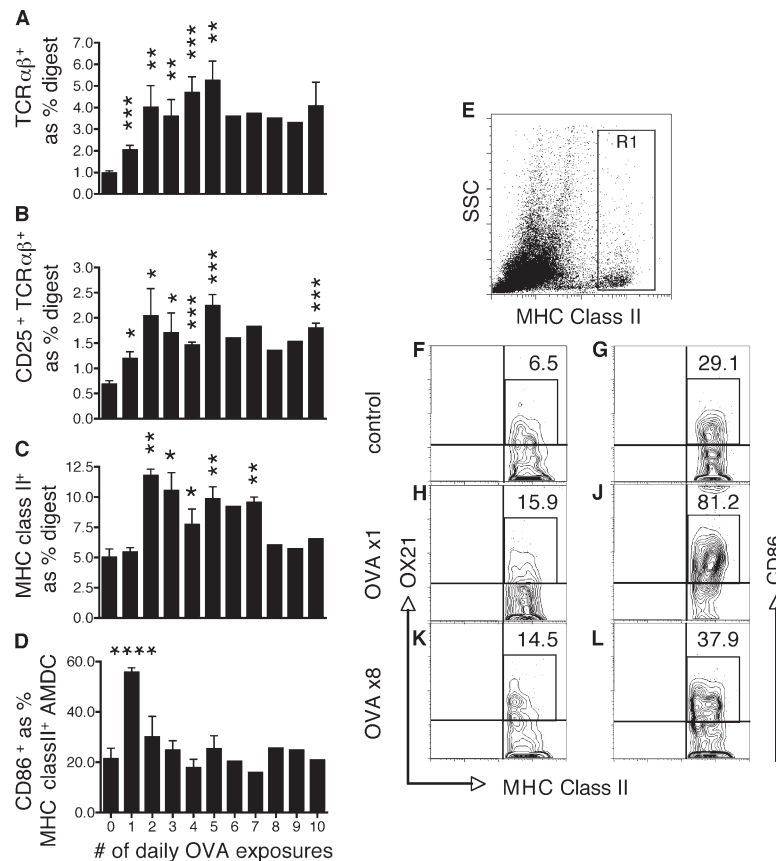 A
TCRαβ+
as % digest
7.0
6.0
5.0
4.0
3.0
2.0
1.0
0.0
***
**
**
***
**
B
CD25+ TCRαβ+
as % digest
3.0
2.5
2.0
1.5
1.0
0.5
0.0
*
*
*
***
***
***
C
MHC class II+
as % digest
12.5
10.0
7.5
5.0
2.5
0.0
**
*
*
**
**
D
CD86+ as %
MHC classII+ AMDC
60.0
40.0
20.0
0.0
****
0 1 2 3 4 5 6 7 8 9 10
# of daily OVA exposures
E
SSC
R1
MHC Class II
control
F
6.5
G
29.1
OVA x1
H
15.9
J
81.2
OVA x8
K
14.5
L
37.9
OX21
CD86
MHC Class II